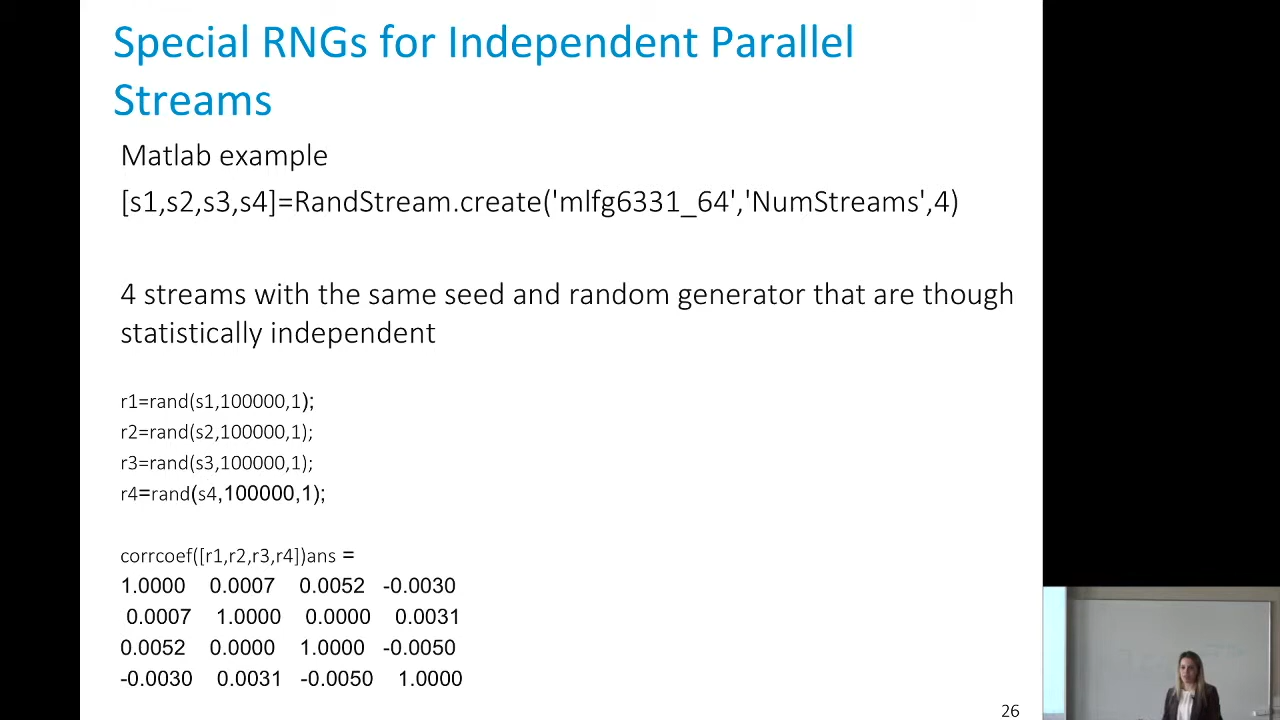 Special RNGs for Independent Parallel
Streams
Matlab example
[s1,s2,s3,s4]=RandStream.create('mlfg6331_64','NumStreams',4)
4 streams with the same seed and random generator that are though
statistically independent
r1=rand(s1,100000,1);
r2=rand(s2,100000,1);
r3=rand(s3,100000,1);
r4=rand(s4,100000,1);
corrcoef([r1,r2,r3,r4])ans =
1.0000 0.0007 0.0052 -0.0030
0.0007 1.0000 0.0000 0.0031
0.0052 0.0000 1.0000 -0.0050
-0.0030 0.0031 -0.0050 1.0000
26